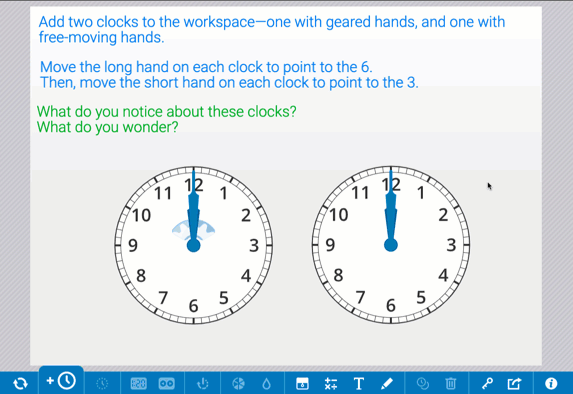 Add two clocks to the workspace—one with geared hands, and one with
free-moving hands.
Move the long hand on each clock to point to the 6.
Then, move the short hand on each clock to point to the 3.
What do you notice about these clocks?
What do you wonder?
12
11 1
10 2
9 3
8 4
7 5
6
12
11 1
10 2
9 3
8 4
7 5
6
+
T
i